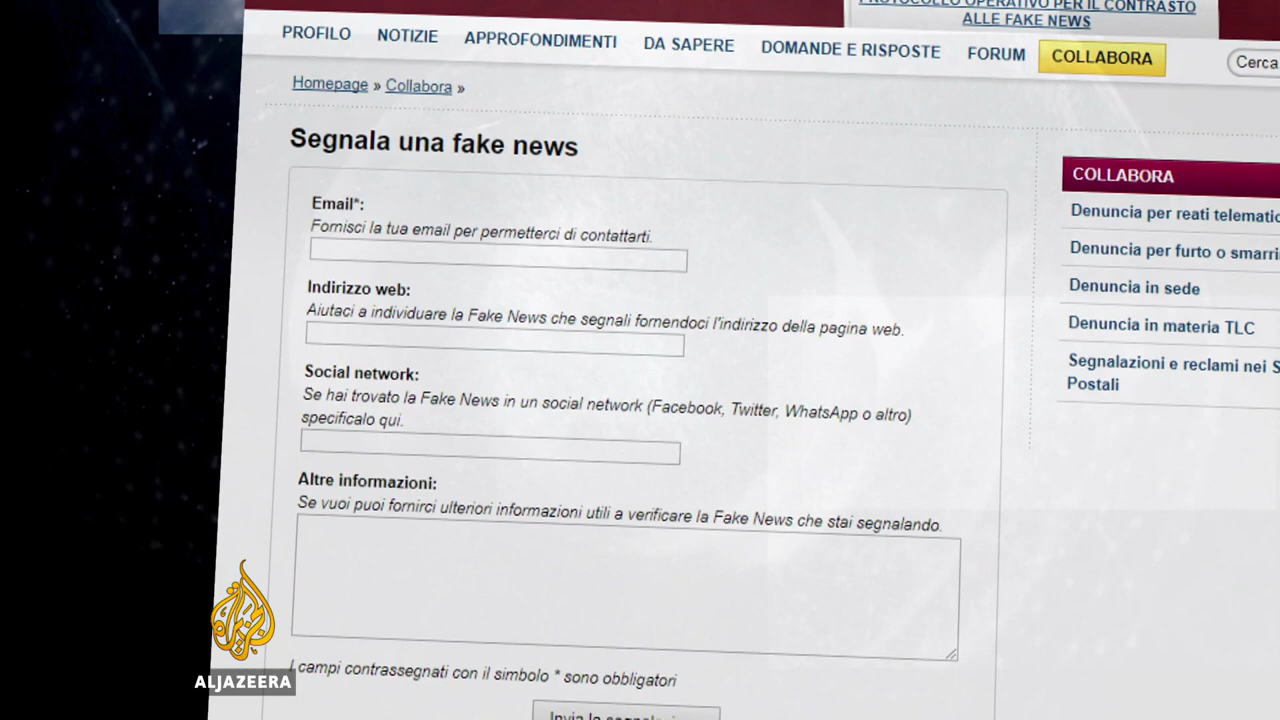 PROTOCOLLO OPERATIVO PER IL CONTRASTO
ALLE FAKE NEWS
PROFILO NOTIZIE APPROFONDIMENTI DA SAPERE DOMANDE E RISPOSTE FORUM COLLABORA
Cerca
Homepage » Collabora »
Segnala una fake news
Email*:
Fornisci la tua email per permetterci di contattarti.
Indirizzo web:
Aiutaci a individuare la Fake News che segnali fornendoci l'indirizzo della pagina web.
Social network:
Se hai trovato la Fake News in un social network (Facebook, Twitter, WhatsApp o altro)
specificalo qui.
Altre informazioni:
Se vuoi puoi fornirci ulteriori informazioni utili a verificare la Fake News che stai segnalando.
I campi contrassegnati con il simbolo * sono obbligatori
Invia la
COLLABORA
Denuncia per reati
Denuncia per furto o
Denuncia in sede
Denuncia in materia TLC
Segnalazioni e reclami nei
Postali
الجزيرة
ALJAZEERA